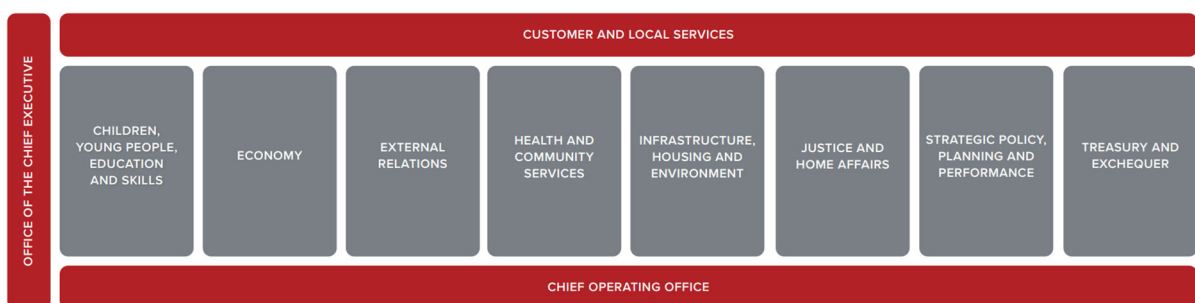 OFFICE OF THE CHIEF EXECUTIVE
CUSTOMER AND LOCAL SERVICES
CHILDREN,
YOUNG PEOPLE,
EDUCATION
AND SKILLS
ECONOMY
EXTERNAL
RELATIONS
HEALTH AND
COMMUNITY
SERVICES
INFRASTRUCTURE,
HOUSING AND
ENVIRONMENT
JUSTICE AND
HOME AFFAIRS
STRATEGIC POLICY,
PLANNING AND
PERFORMANCE
TREASURY AND
EXCHEQUER
CHIEF OPERATING OFFICE